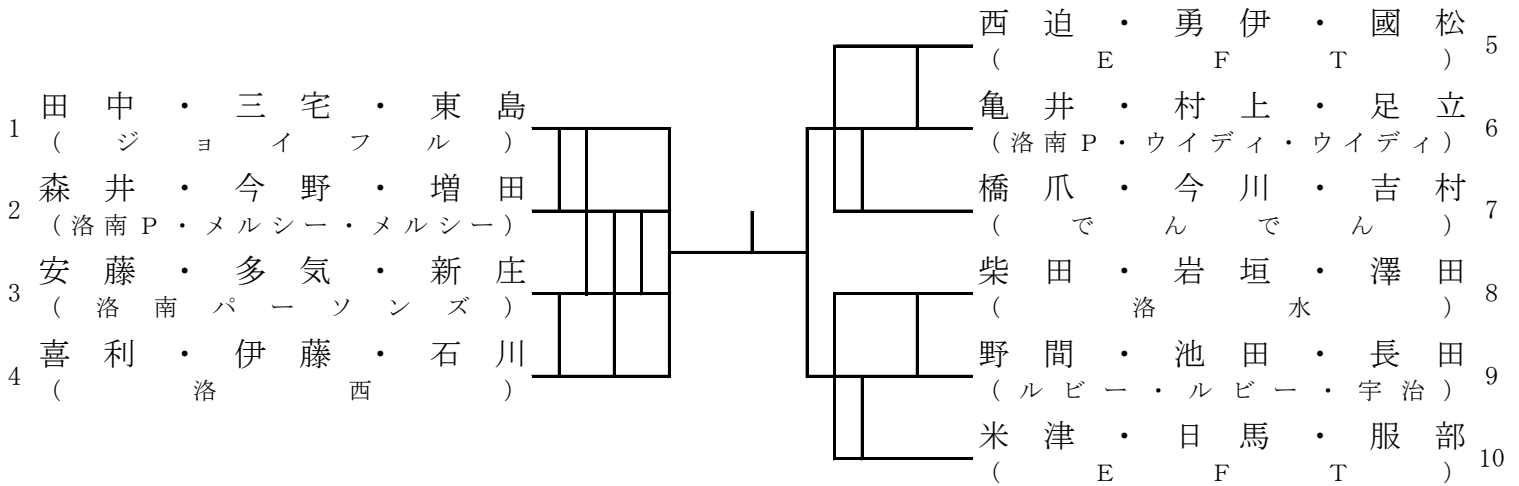 1 田中・三宅・東島
(ジョイフル)
2 森井・今野・増田
(洛南P・メルシー・メルシー)
3 安藤・多気・新庄
(洛南パーソンズ)
4 喜利・伊藤・石川
(洛西)
西迫・勇伊・國松 5
(EFT)
亀井・村上・足立 6
(洛南P・ウイディ・ウイディ)
橋爪・今川・吉村 7
(でんでん)
柴田・岩垣・澤田 8
(洛水)
野間・池田・長田 9
(ルビー・ルビー・宇治)
米津・日馬・服部 10
(EFT)